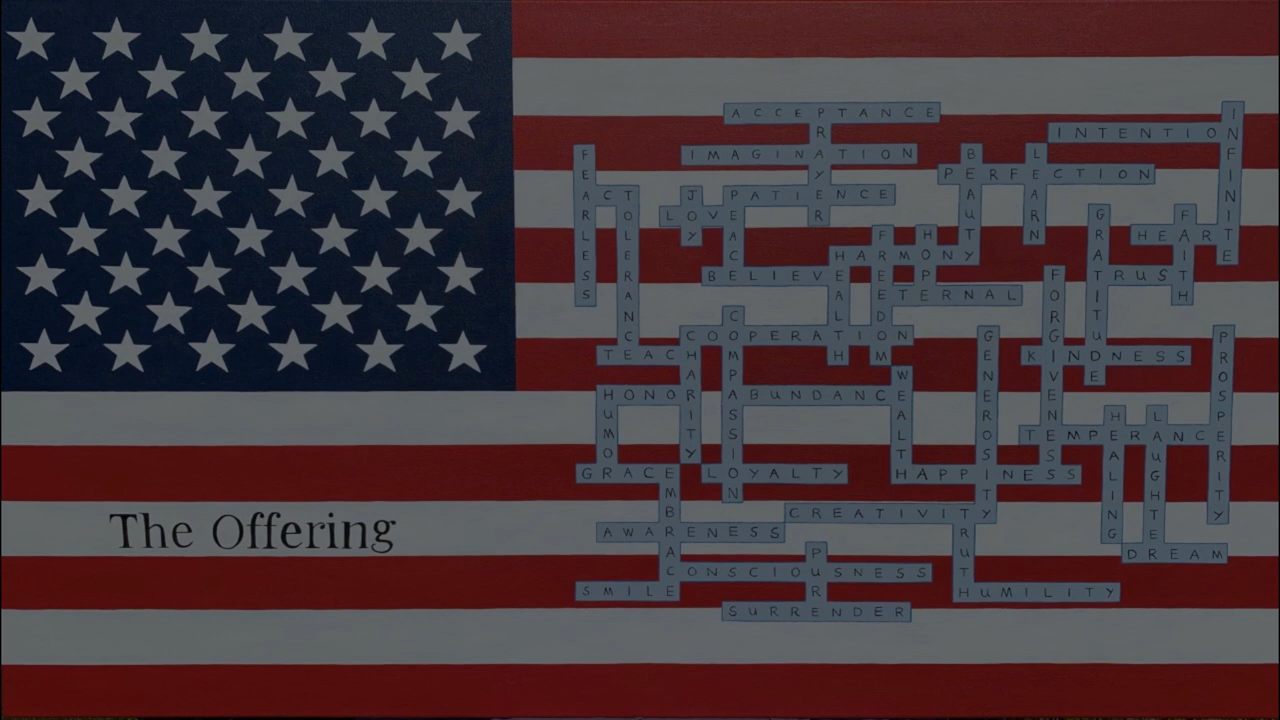 ACCEPTANCE
PRAYER
INFINITE
INTENTION
IMAGINATION
FEARLESS
BEAUTY
LEARN
PERFECTION
ACT
TOLERANCE
JOY
PATIENCE
PEACE
LOVE
GRATITUDE
FAITH
HEART
FREEDOM
HOPE
HARMONY
HEALTH
BELIEVE
TRUST
FORGIVENESS
ETERNAL
COMPASSION
COOPERATION
CHARITY
GENEROSITY
PROSPERITY
TEACH
KINDNESS
WEALTH
HONOR
HUMOR
ABUNDANCE
HEALING
LAUGHTER
TEMPERANCE
GRACE
EMBRACE
LOYALTY
HAPPINESS
CREATIVITY
TRUTH
The Offering
AWARENESS
PURE
DREAM
CONSCIOUSNESS
SMILE
HUMILITY
SURRENDER